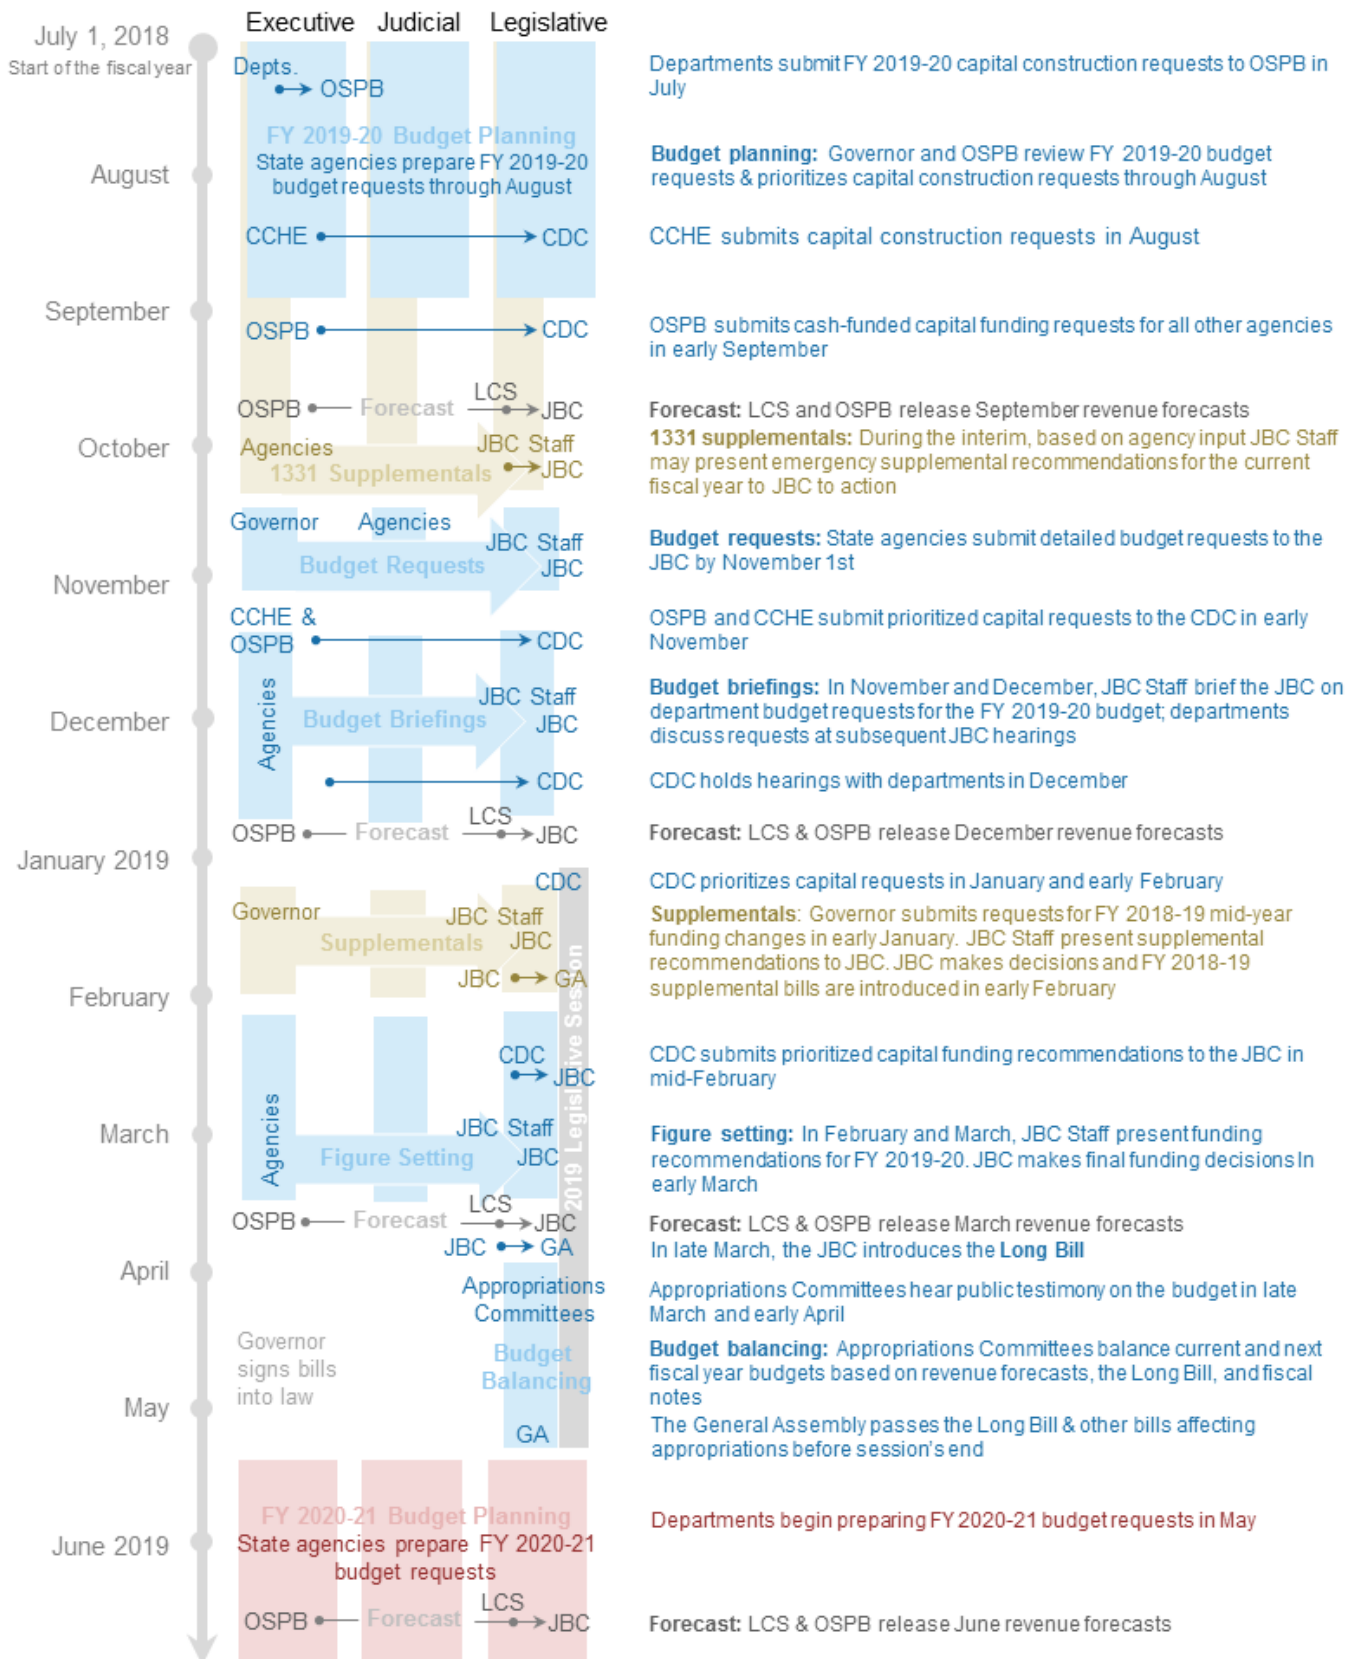 Executive Judicial Legislative
July 1, 2018
Start of the fiscal year
Depts.
OSPB
Departments submit FY 2019-20 capital construction requests to OSPB in
July
FY 2019-20 Budget Planning
State agencies prepare FY 2019-20
budget requests through August
August
Budget planning: Governor and OSPB review FY 2019-20 budget
requests & prioritizes capital construction requests through August
CCHE CDC
CCHE submits capital construction requests in August
September
OSPB CDC
OSPB submits cash-funded capital funding requests for all other agencies
in early September
LCS
OSPB Forecast JBC
Forecast: LCS and OSPB release September revenue forecasts
October
Agencies JBC Staff
1331 Supplementals JBC
1331 supplementals: During the interim, based on agency input JBC Staff
may present emergency supplemental recommendations for the current
fiscal year to JBC to action
Governor Agencies
JBC Staff
Budget Requests JBC
Budget requests: State agencies submit detailed budget requests to the
JBC by November 1st
November
CCHE &
OSPB CDC
OSPB and CCHE submit prioritized capital requests to the CDC in early
November
Agencies
JBC Staff
Budget Briefings JBC
December
Budget briefings: In November and December, JBC Staff brief the JBC on
department budget requests for the FY 2019-20 budget; departments
discuss requests at subsequent JBC hearings
CDC
CDC holds hearings with departments in December
LCS
OSPB Forecast JBC
Forecast: LCS & OSPB release December revenue forecasts
January 2019
CDC
CDC prioritizes capital requests in January and early February
Governor JBC Staff
Supplementals JBC
JBC GA
Supplementals: Governor submits requests for FY 2018-19 mid-year
funding changes in early January. JBC Staff present supplemental
recommendations to JBC. JBC makes decisions and FY 2018-19
supplemental bills are introduced in early February
2019 Legislative Session
February
CDC
JBC
CDC submits prioritized capital funding recommendations to the JBC in
mid-February
March
Agencies
JBC Staff
Figure Setting JBC
Figure setting: In February and March, JBC Staff present funding
recommendations for FY 2019-20. JBC makes final funding decisions In
early March
LCS
OSPB Forecast JBC
Forecast: LCS & OSPB release March revenue forecasts
JBC GA
In late March, the JBC introduces the Long Bill
April
Appropriations
Committees
Appropriations Committees hear public testimony on the budget in late
March and early April
Governor
signs bills
into law
Budget
Balancing
Budget balancing: Appropriations Committees balance current and next
fiscal year budgets based on revenue forecasts, the Long Bill, and fiscal
notes
May
GA
The General Assembly passes the Long Bill & other bills affecting
appropriations before session's end
FY 2020-21 Budget Planning
State agencies prepare FY 2020-21
budget requests
Departments begin preparing FY 2020-21 budget requests in May
June 2019
LCS
OSPB Forecast JBC
Forecast: LCS & OSPB release June revenue forecasts